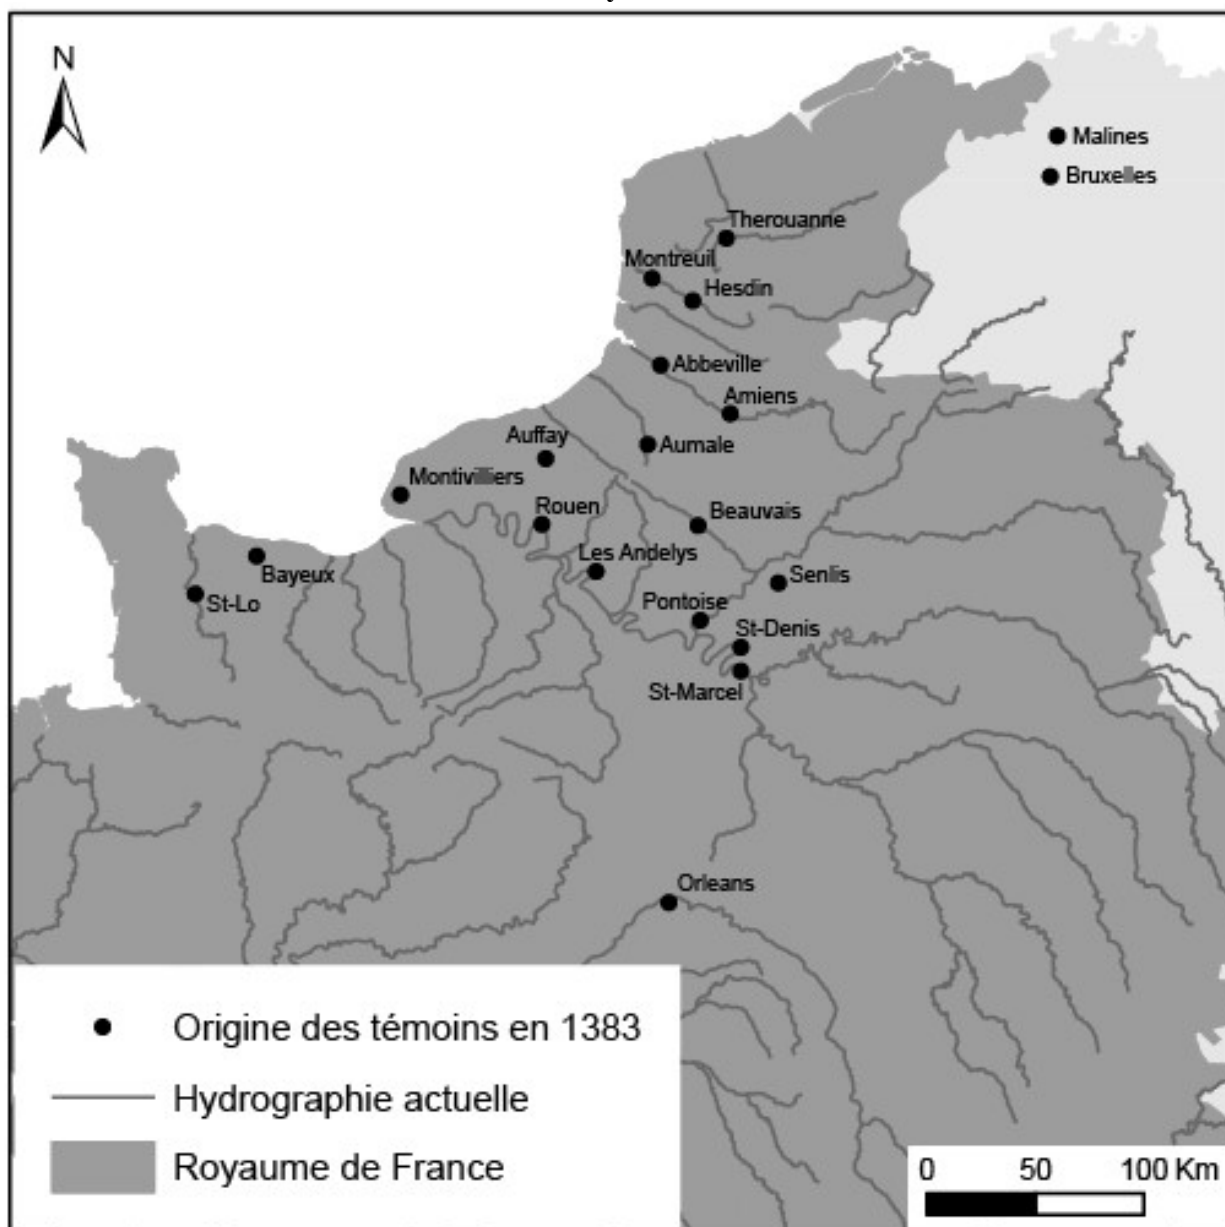 N
Malines
Bruxelles
Therouanne
Montreuil
Hesdin
Abbeville
Amiens
Auffay
Aumale
Montivilliers
Rouen
Beauvais
Les Andelys
Bayeux
Senlis
St-Lo
Pontoise
St-Denis
St-Marcel
Orleans
Origine des témoins en 1383
Hydrographie actuelle
Royaume de France
0 50 100 Km